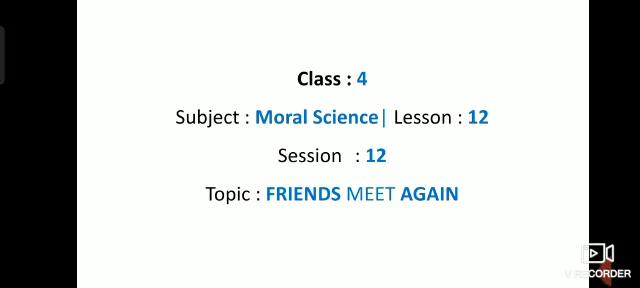 Class : 4
Subject : Moral Science| Lesson : 12
Session : 12
Topic : FRIENDS MEET AGAIN
V RECORDER